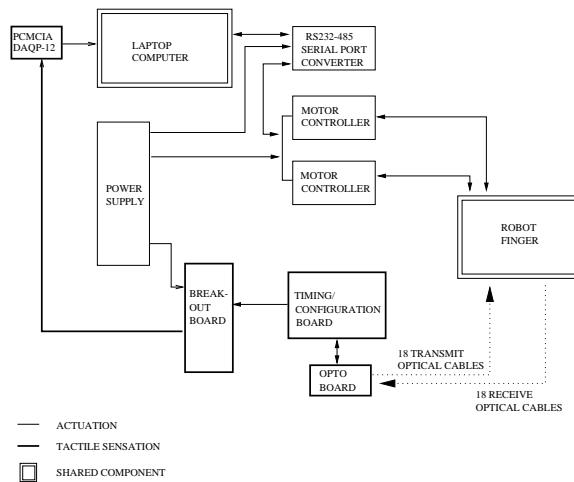 PCMCIA
DAQP-12
LAPTOP
COMPUTER
RS232-485
SERIAL PORT
CONVERTER
MOTOR
CONTROLLER
MOTOR
CONTROLLER
POWER
SUPPLY
ROBOT
FINGER
BREAK-
OUT
BOARD
TIMING/
CONFIGURATION
BOARD
OPTO
BOARD
18 TRANSMIT
OPTICAL CABLES
18 RECEIVE
OPTICAL CABLES
ACTUATION
TACTILE SENSATION
SHARED COMPONENT